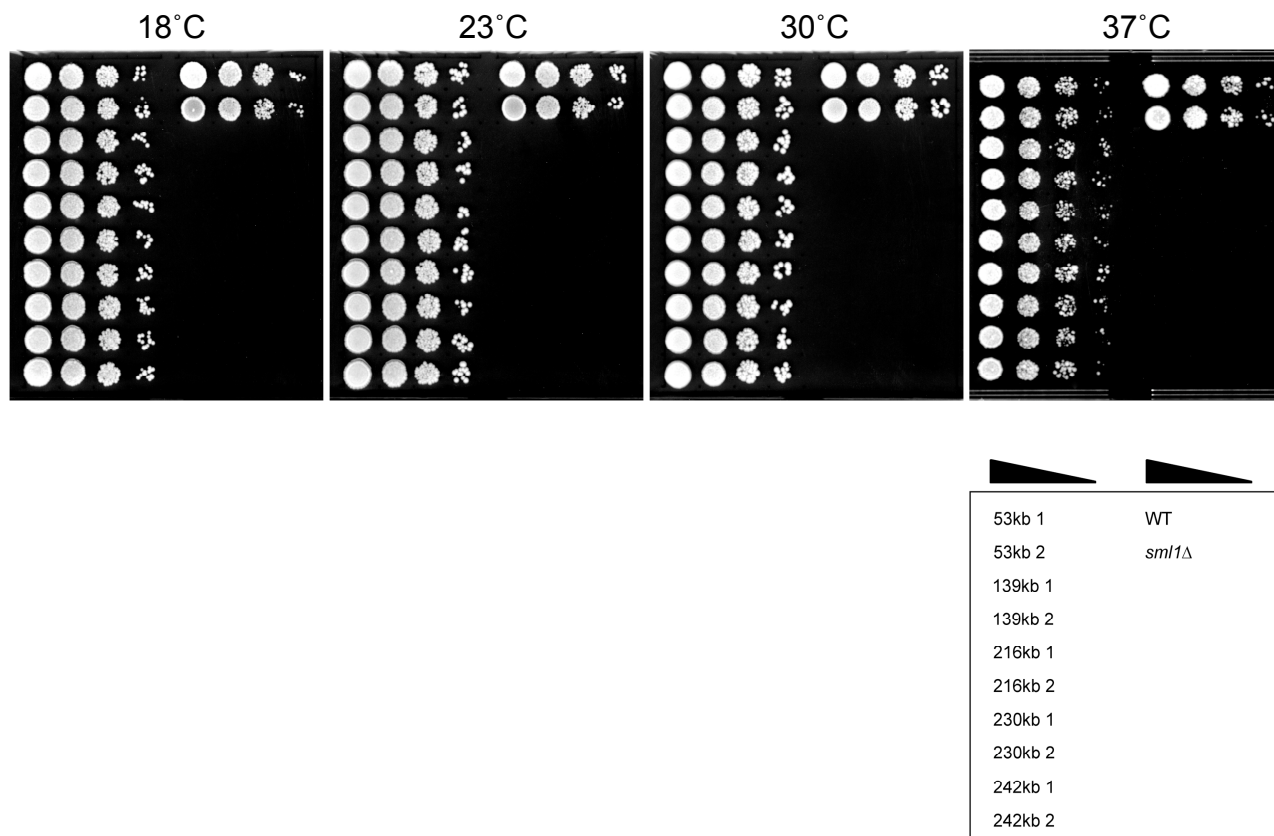 18˚C 23˚C 30˚C 37˚C
53kb 1 WT
53kb 2 sml1Δ
139kb 1
139kb 2
216kb 1
216kb 2
230kb 1
230kb 2
242kb 1
242kb 2